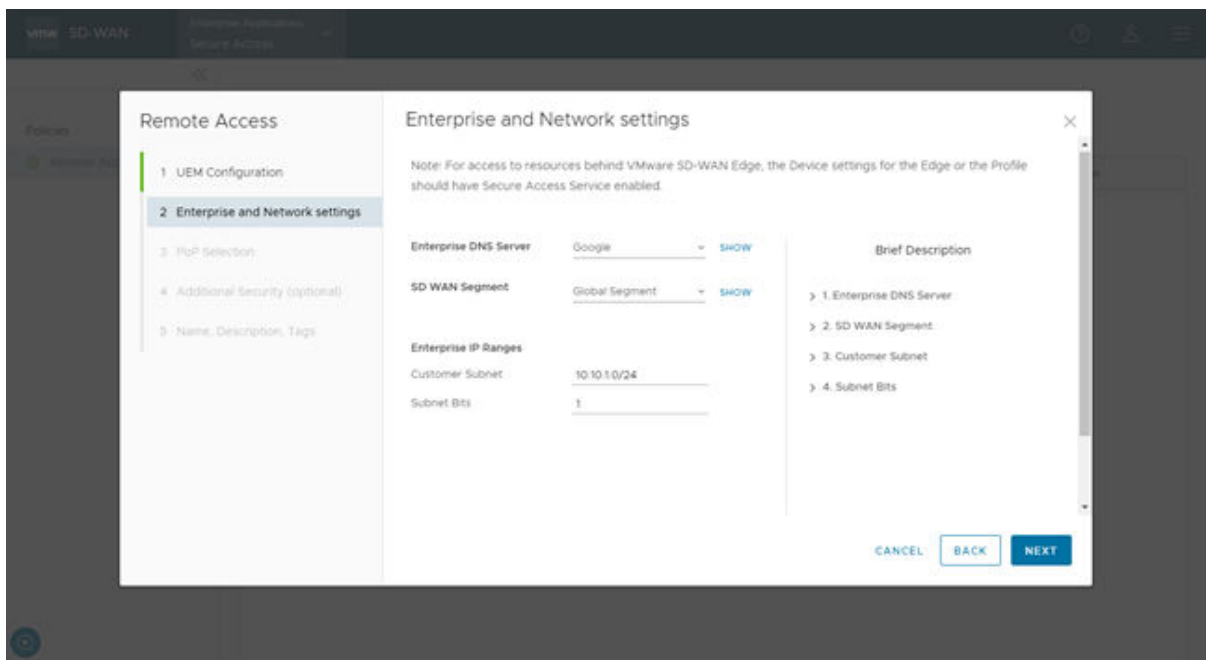 vmw SD-WAN
Enterprise Applications
Secure Access
Policies
Remote Access
Enterprise and Network settings
1 UEM Configuration
2 Enterprise and Network settings
3 PoP Selection
4 Additional Security (optional)
5 Name, Description, Tags
Note: For access to resources behind VMware SD-WAN Edge, the Device settings for the Edge or the Profile
should have Secure Access Service enabled.
Enterprise DNS Server Google SHOW
SD WAN Segment Global Segment SHOW
Enterprise IP Ranges
Customer Subnet 10.10.1.0/24
Subnet Bits 1
Brief Description
1. Enterprise DNS Server
2. SD WAN Segment
3. Customer Subnet
4. Subnet Bits
CANCEL BACK NEXT